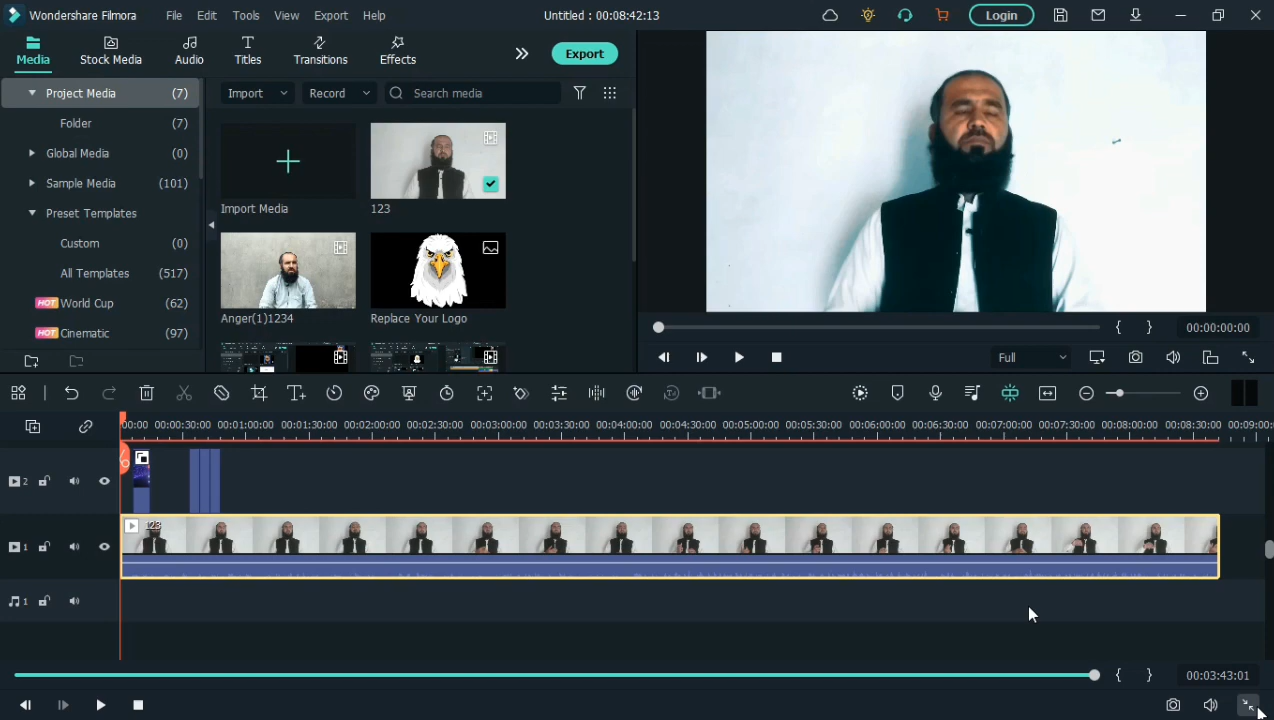 Wondershare Filmora File Edit Tools View Export Help Untitled : 00:08:42:13 Login
Media Stock Media Audio Titles Transitions Effects Export
Project Media (7)
Folder (7)
Global Media (0)
Sample Media (101)
Preset Templates
Custom (0)
All Templates (517)
HOT World Cup (62)
HOT Cinematic (97)
Import Record Search media
Import Media 123
Anger(1)1234 Replace Your Logo
{ } 00:00:00:00
Full
00:00 00:00:30:00 00:01:00:00 00:01:30:00 00:02:00:00 00:02:30:00 00:03:00:00 00:03:30:00 00:04:00:00 00:04:30:00 00:05:00:00 00:05:30:00 00:06:00:00 00:06:30:00 00:07:00:00 00:07:30:00 00:08:00:00 00:08:30:00 00:09:00:
2
1 123
1
{ } 00:03:43:01